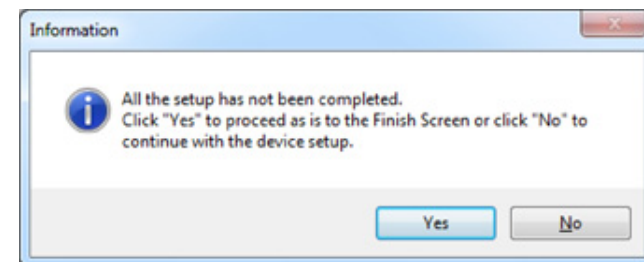 Information
All the setup has not been completed.
Click "Yes" to proceed as is to the Finish Screen or click "No" to
continue with the device setup.
Yes
No